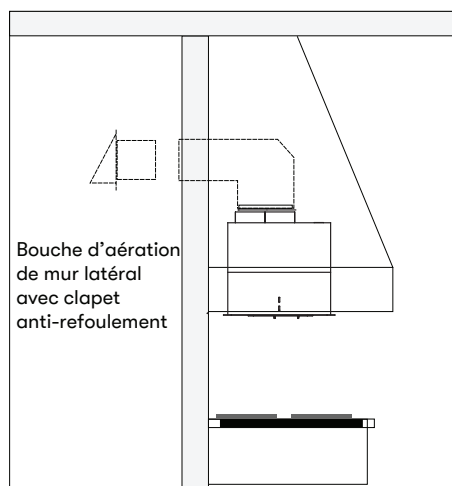 Bouche d’aération
de mur latéral
avec clapet
anti-refoulement